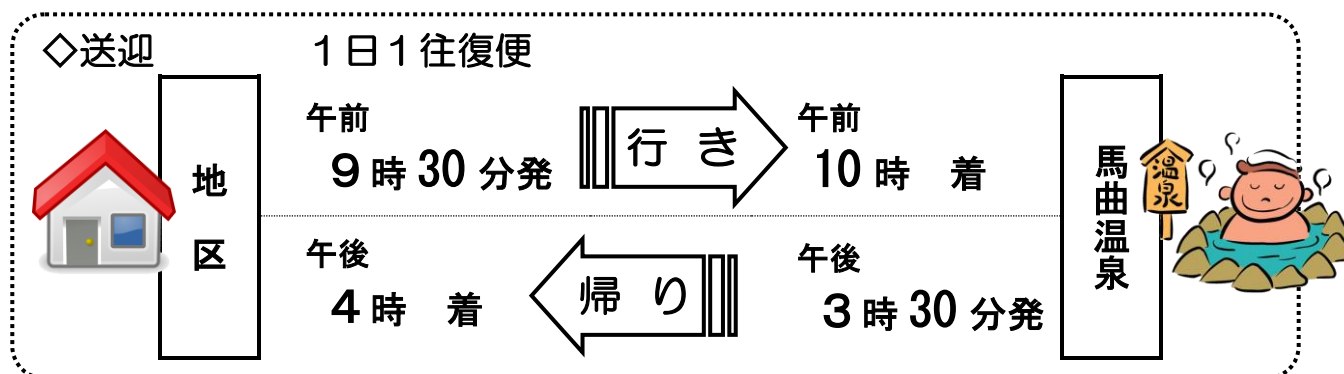 ◇送迎 1日1往復便
地区
午前
9時30分発
行き
午前
10時 着
馬曲温泉
温泉
午後
4時 着
帰り
午後
3時30分発